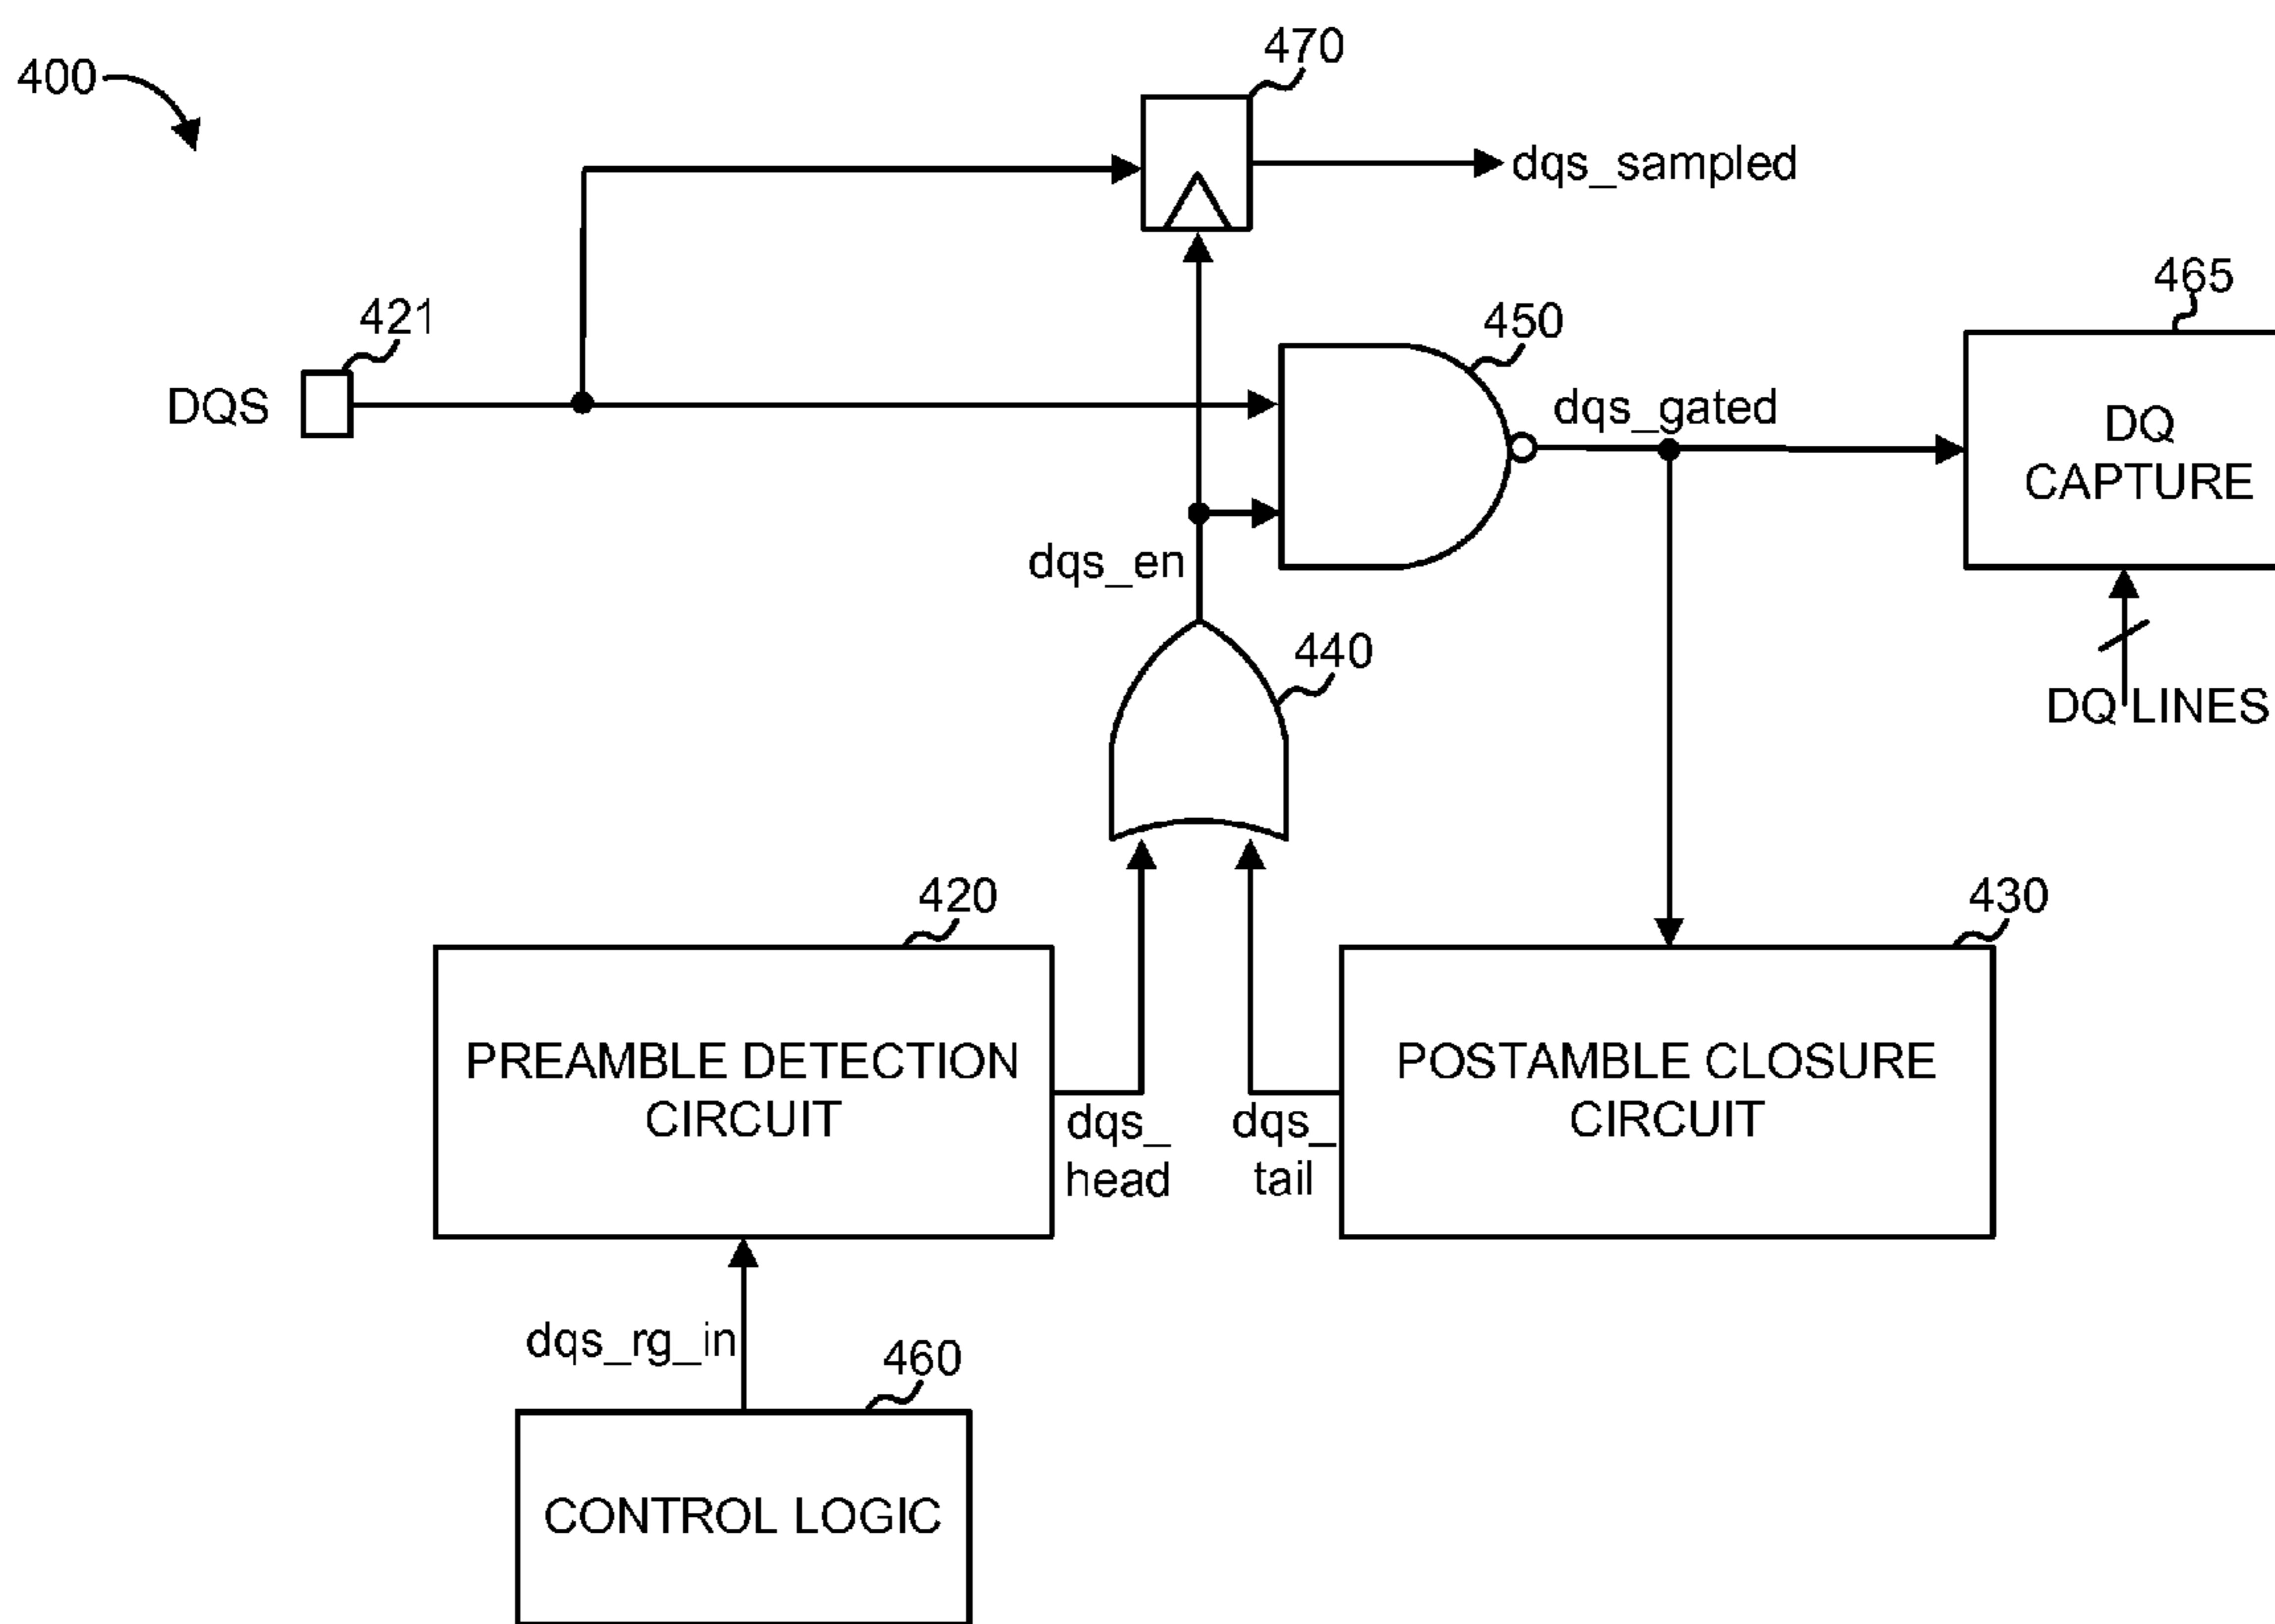 470
400
dqs_sampled
465
421
450
DQS
dqs_gated
DQ
CAPTURE
dqs_en
440
DQ LINES
420
430
PREAMBLE DETECTION
CIRCUIT
POSTAMBLE CLOSURE
CIRCUIT
dqs_
head
dqs_
tail
dqs_rg_in
460
CONTROL LOGIC